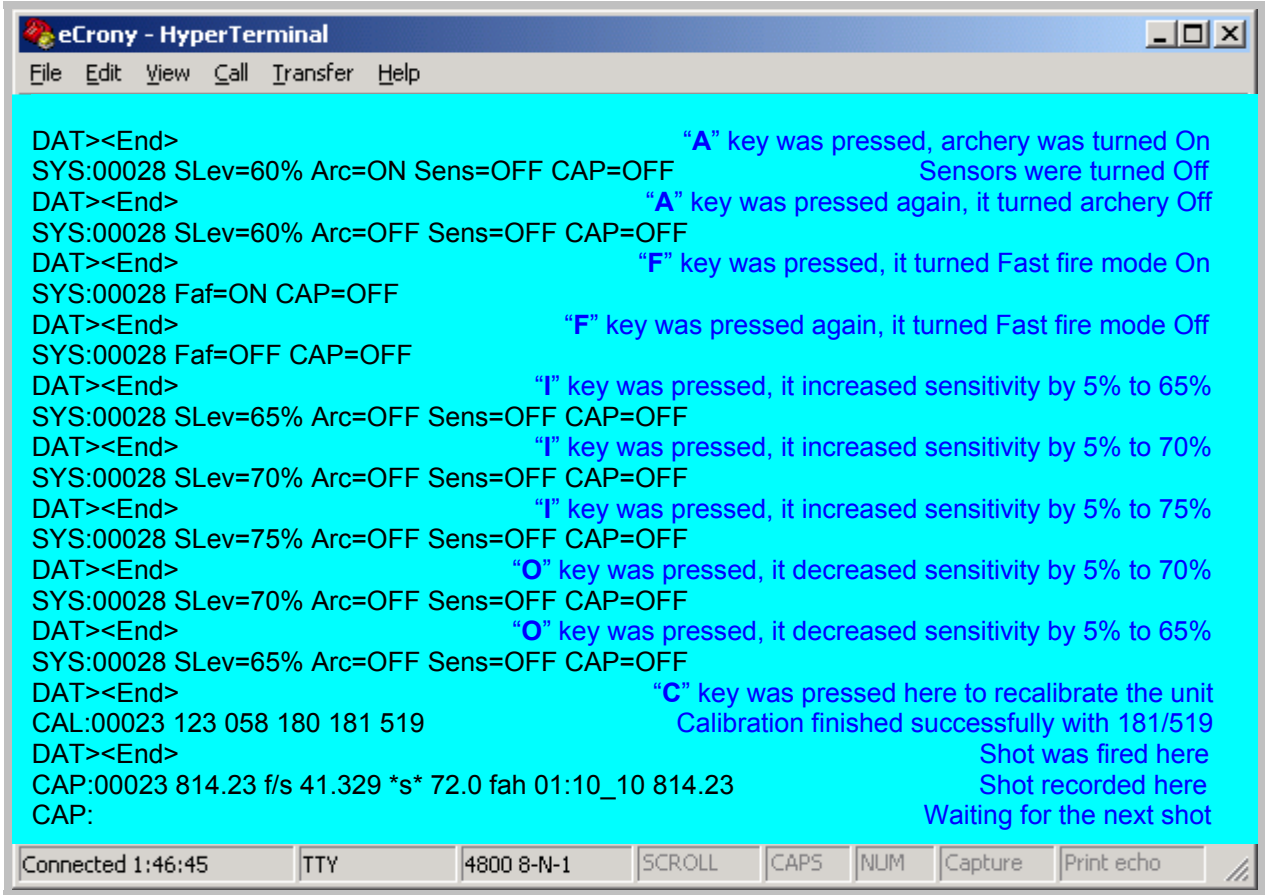 eCrony - HyperTerminal
File Edit View Call Transfer Help
DAT><End> “A” key was pressed, archery was turned On
SYS:00028 SLev=60% Arc=ON Sens=OFF CAP=OFF Sensors were turned Off
DAT><End> “A” key was pressed again, it turned archery Off
SYS:00028 SLev=60% Arc=OFF Sens=OFF CAP=OFF
DAT><End> “F” key was pressed, it turned Fast fire mode On
SYS:00028 Faf=ON CAP=OFF
DAT><End> “F” key was pressed again, it turned Fast fire mode Off
SYS:00028 Faf=OFF CAP=OFF
DAT><End> “I” key was pressed, it increased sensitivity by 5% to 65%
SYS:00028 SLev=65% Arc=OFF Sens=OFF CAP=OFF
DAT><End> “I” key was pressed, it increased sensitivity by 5% to 70%
SYS:00028 SLev=70% Arc=OFF Sens=OFF CAP=OFF
DAT><End> “I” key was pressed, it increased sensitivity by 5% to 75%
SYS:00028 SLev=75% Arc=OFF Sens=OFF CAP=OFF
DAT><End> “O” key was pressed, it decreased sensitivity by 5% to 70%
SYS:00028 SLev=70% Arc=OFF Sens=OFF CAP=OFF
DAT><End> “O” key was pressed, it decreased sensitivity by 5% to 65%
SYS:00028 SLev=65% Arc=OFF Sens=OFF CAP=OFF
DAT><End> “C” key was pressed here to recalibrate the unit
CAL:00023 123 058 180 181 519 Calibration finished successfully with 181/519
DAT><End> Shot was fired here
CAP:00023 814.23 f/s 41.329 *s* 72.0 fah 01:10_10 814.23 Shot recorded here
CAP: Waiting for the next shot
Connected 1:46:45 TTY 4800 8-N-1 SCROLL CAPS NUM Capture Print echo